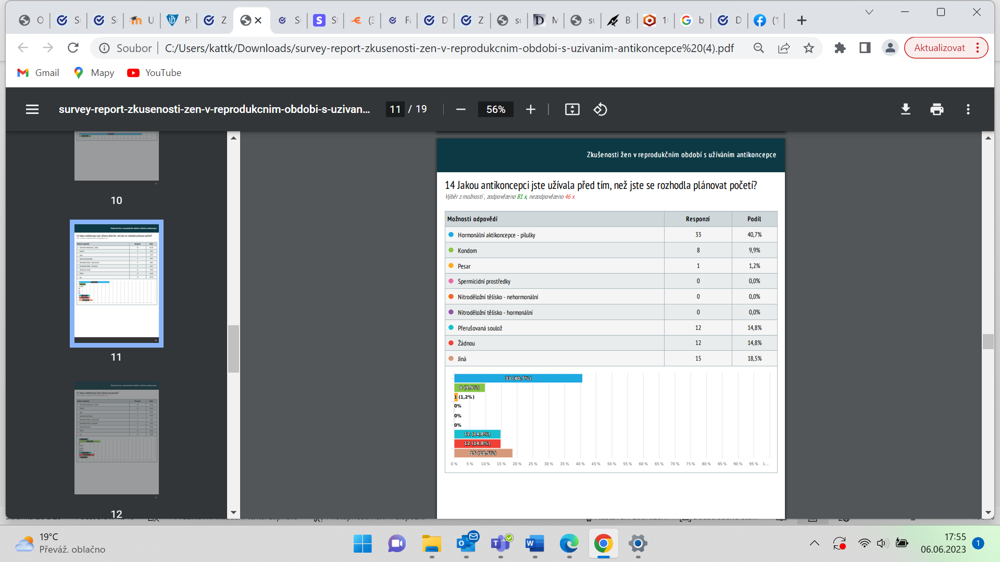 Soubor C:/Users/kattk/Downloads/survey-report-zkusenosti-zen-v-reprodukcnim-obdobi-s-uzivanim-antikoncepce%20(4).pdf Aktualizovat
Gmail Mapy YouTube
survey-report-zkusenosti-zen-v-reprodukcnim-obdobi-s-uzivan... 11 / 19 56%
10
11
12
Zkušenosti žen v reprodukčním období s užíváním antikoncepce
14 Jakou antikoncepci jste užívala před tím, než jste se rozhodla plánovat početí?
Výběr z možností , zodpovězeno 81 x, nezodpovězeno 46 x
Možnosti odpovědí Responzí Podíl
Hormonální aktikoncepce - pilulky 33 40,7%
Kondom 8 9,9%
Pesar 1 1,2%
Spermicidní prostředky 0 0,0%
Nitroděložní tělísko - nehormonální 0 0,0%
Nitroděložní tělísko - hormonální 0 0,0%
Přerušovaná soulož 12 14,8%
Žádnou 12 14,8%
Jiná 15 18,5%
33 (40,7%)
8 (9,9%)
1 (1,2%)
0%
0%
0%
12 (14,8%)
12 (14,8%)
15 (18,5%)
0 % 5 % 10 % 15 % 20 % 25 % 30 % 35 % 40 % 45 % 50 % 55 % 60 % 65 % 70 % 75 % 80 % 85 % 90 % 95 % 1...
19°C
Převáž. oblačno
17:55
06.06.2023 1